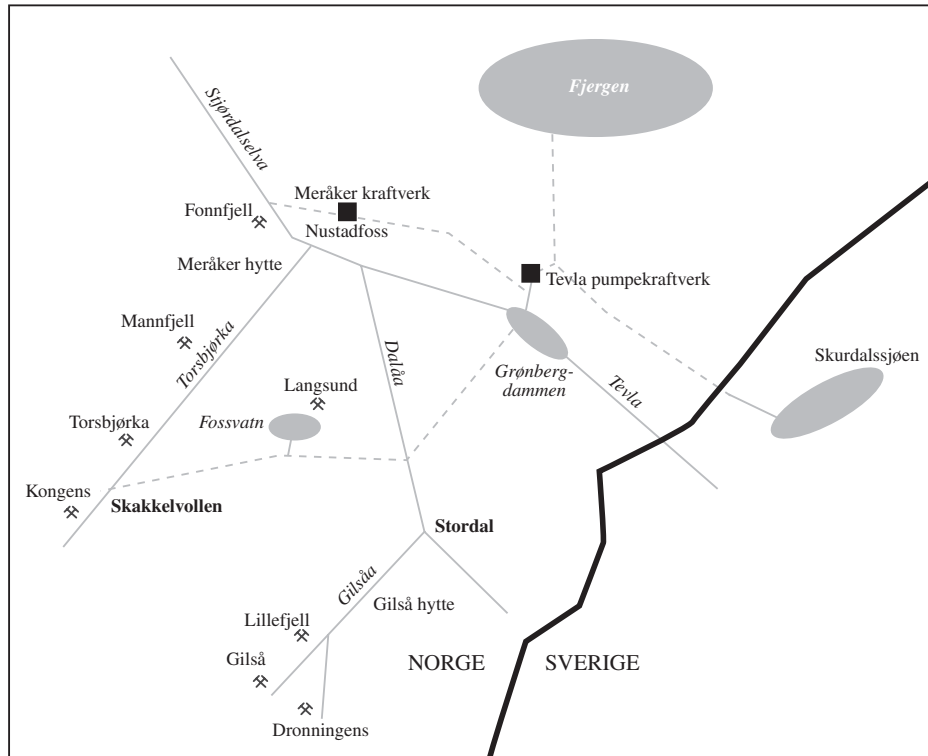 Fjergen
Stjørdalselva
Meråker kraftverk
Fonnfjell
Nustadfoss
Meråker hytte
Tevla pumpekraftverk
Mannfjell
Torsbjørka
Dalåa
Grønberg-
dammen
Tevla
Skurdalssjøen
Langsund
Torsbjørka
Fossvatn
Kongens
Skakkelvollen
Stordal
Gilsåa
Gilså hytte
Lillefjell
Gilså
NORGE
SVERIGE
Dronningens